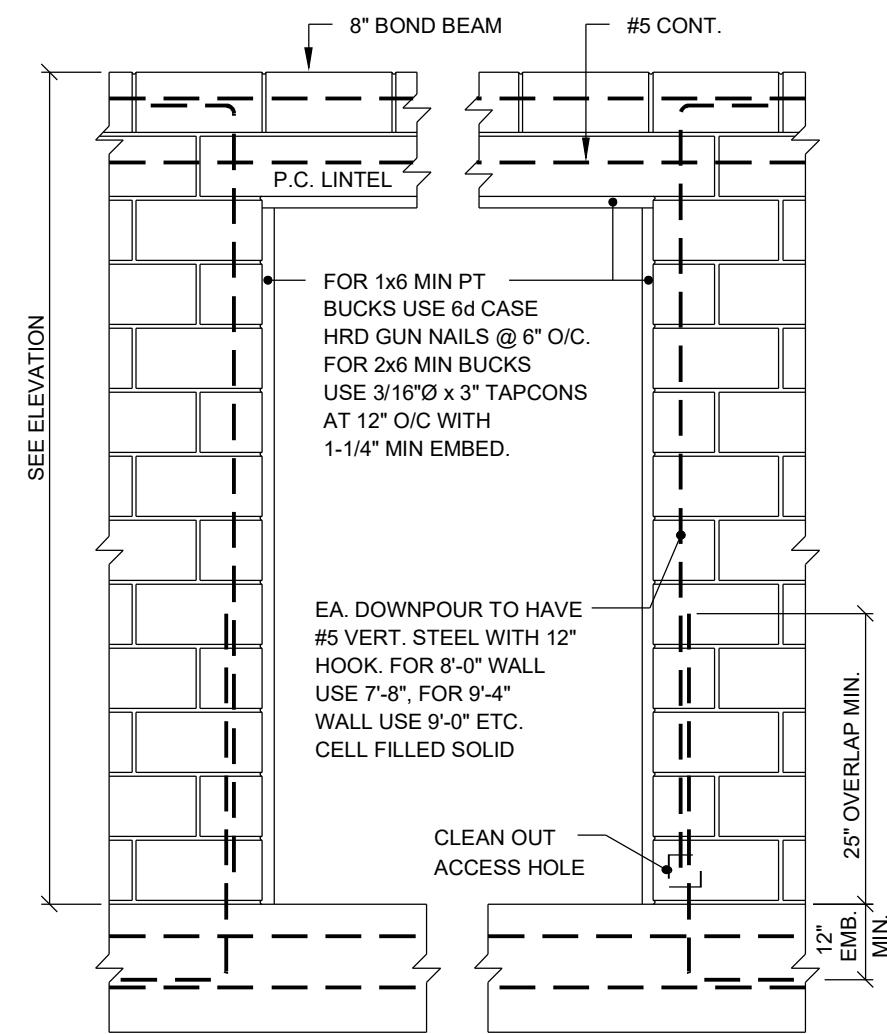 8" BOND BEAM
#5 CONT.
P.C. LINTEL
SEE ELEVATION
FOR 1x6 MIN PT
BUCKS USE 6d CASE
HRD GUN NAILS @ 6" O/C.
FOR 2x6 MIN BUCKS
USE 3/16"Ø x 3" TAPCONS
AT 12" O/C WITH
1-1/4" MIN EMBED.
EA. DOWNPOUR TO HAVE
#5 VERT. STEEL WITH 12"
HOOK. FOR 8'-0" WALL
USE 7'-8", FOR 9'-4"
WALL USE 9'-0" ETC.
CELL FILLED SOLID
25" OVERLAP MIN.
CLEAN OUT
ACCESS HOLE
12"
EMB.
MIN.